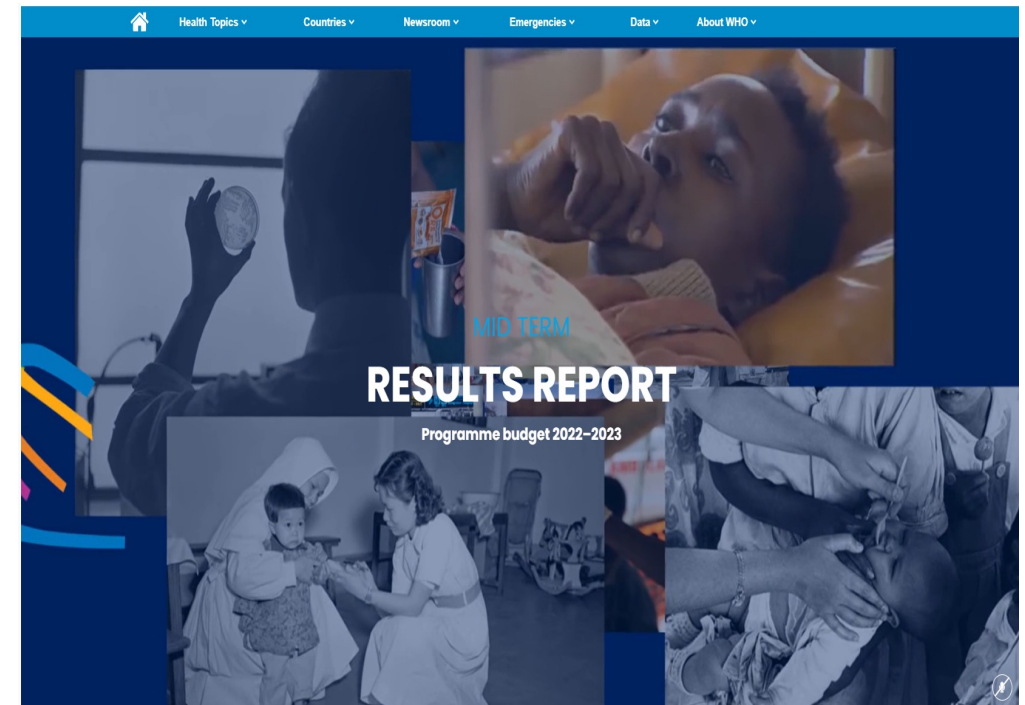 Health Topics
Countries
Newsroom
Emergencies
Data
About WHO
MID TERM
RESULTS REPORT
Programme budget 2022–2023